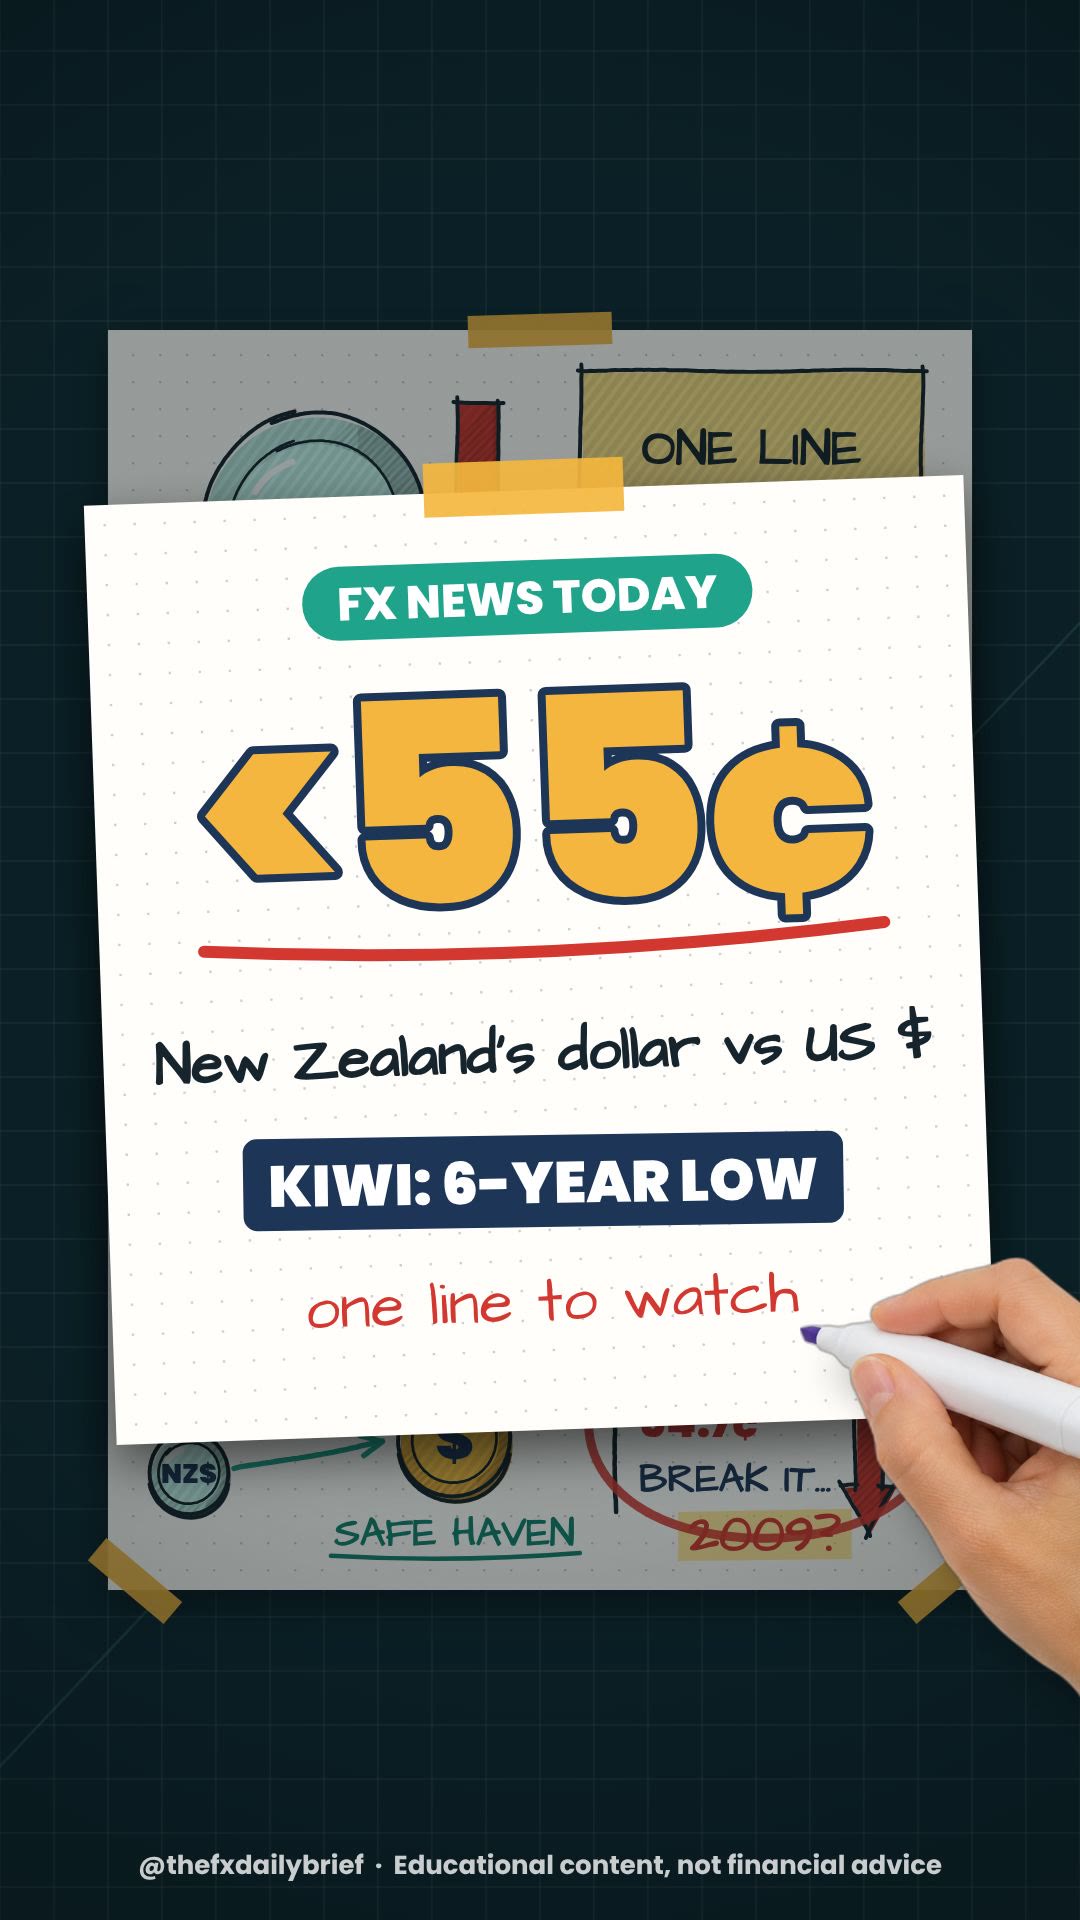 ONE LINE
FX NEWS TODAY
<55¢
New Zealand's dollar vs US $
KIWI: 6-YEAR LOW
one line to watch
$
NZ$
BREAK IT...
SAFE HAVEN
2009?
@thefxdailybrief · Educational content, not financial advice